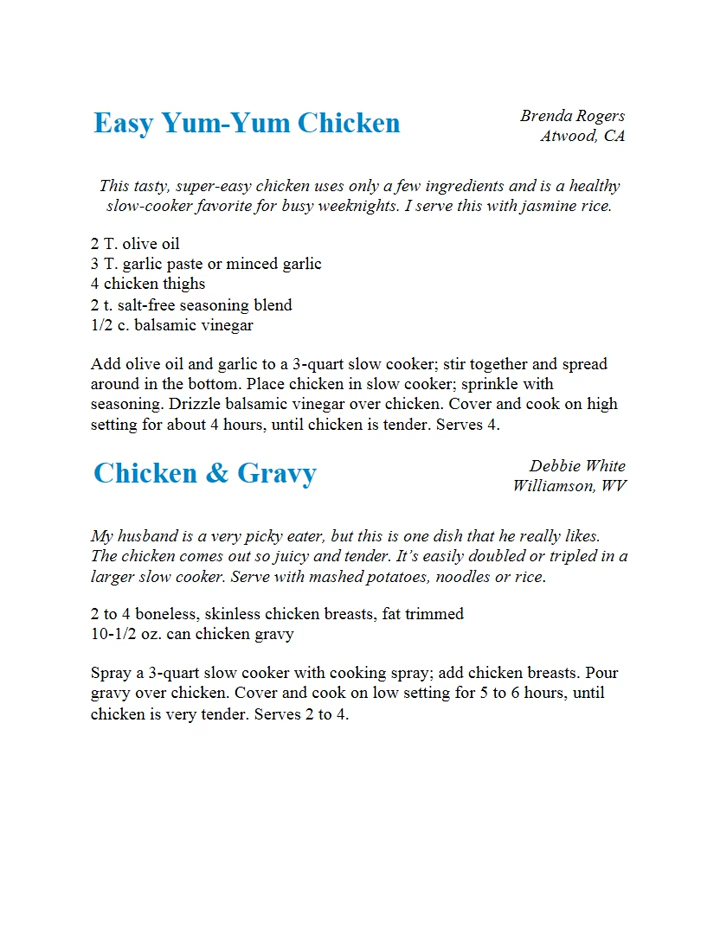 Easy Yum-Yum Chicken
Brenda Rogers
Atwood, CA
This tasty, super-easy chicken uses only a few ingredients and is a healthy
slow-cooker favorite for busy weeknights. I serve this with jasmine rice.
2 T. olive oil
3 T. garlic paste or minced garlic
4 chicken thighs
2 t. salt-free seasoning blend
1/2 c. balsamic vinegar
Add olive oil and garlic to a 3-quart slow cooker; stir together and spread
around in the bottom. Place chicken in slow cooker; sprinkle with
seasoning. Drizzle balsamic vinegar over chicken. Cover and cook on high
setting for about 4 hours, until chicken is tender. Serves 4.
Chicken & Gravy
Debbie White
Williamson, WV
My husband is a very picky eater, but this is one dish that he really likes.
The chicken comes out so juicy and tender. It’s easily doubled or tripled in a
larger slow cooker. Serve with mashed potatoes, noodles or rice.
2 to 4 boneless, skinless chicken breasts, fat trimmed
10-1/2 oz. can chicken gravy
Spray a 3-quart slow cooker with cooking spray; add chicken breasts. Pour
gravy over chicken. Cover and cook on low setting for 5 to 6 hours, until
chicken is very tender. Serves 2 to 4.